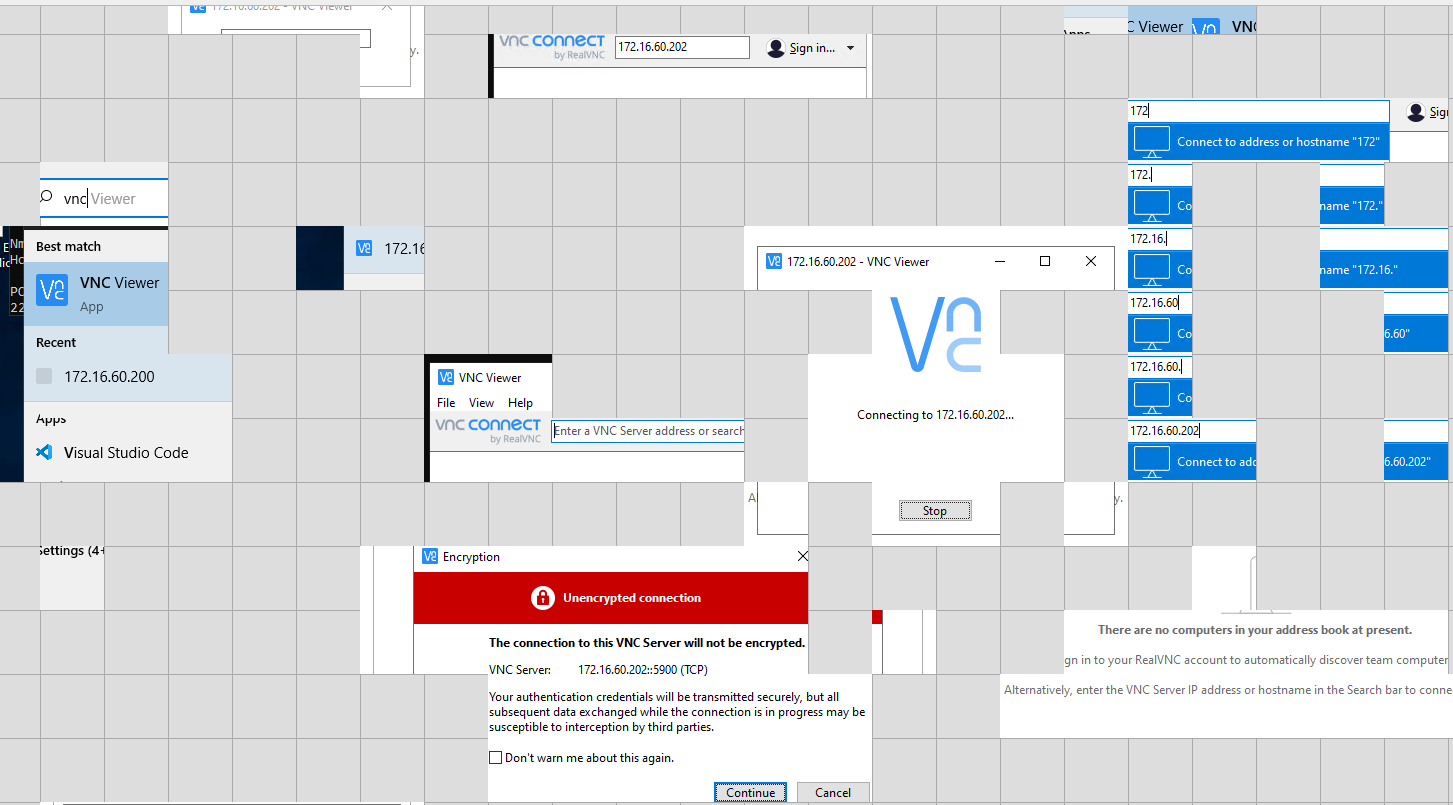 172.16.60.202 - VNC Viewer
y.
VNC CONNECT
by RealVNC
172.16.60.202
Sign in...
C Viewer
VN
172
Sign
Connect to address or hostname "172"
vnc Viewer
172.
Co
name "172."
Best match
VNC Viewer
App
172.16
172.16.60.202 - VNC Viewer
172.16.
Co
name "172.16."
172.16.60
Co
6.60"
Recent
172.16.60.200
Apps
Visual Studio Code
VNC Viewer
File View Help
VNC CONNECT
by RealVNC
Enter a VNC Server address or search
Connecting to 172.16.60.202...
172.16.60.
Co
172.16.60.202
Connect to add
6.60.202"
Stop
y.
ettings (4+
Encryption
Unencrypted connection
The connection to this VNC Server will not be encrypted.
VNC Server: 172.16.60.202::5900 (TCP)
Your authentication credentials will be transmitted securely, but all
subsequent data exchanged while the connection is in progress may be
susceptible to interception by third parties.
Don't warn me about this again.
Continue
Cancel
There are no computers in your address book at present.
gn in to your RealVNC account to automatically discover team computer
Alternatively, enter the VNC Server IP address or hostname in the Search bar to conne